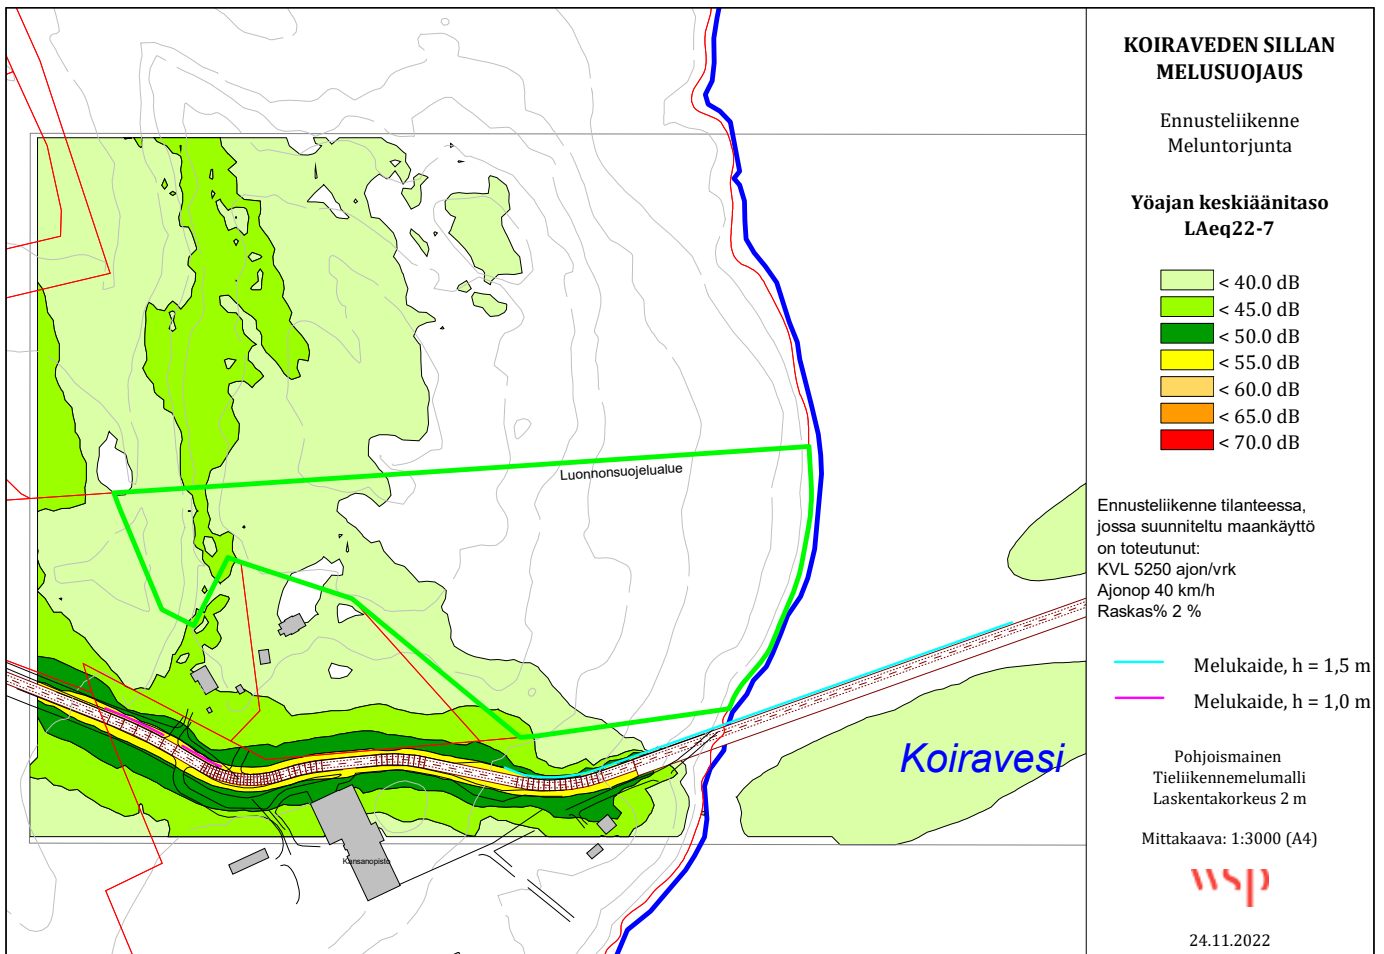 KOIRAVEDEN SILLAN
MELUSUOJAUS
Ennusteliikenne
Meluntorjunta
Yöajan keskiäänitaso
LAeq22-7
< 40.0 dB
< 45.0 dB
< 50.0 dB
< 55.0 dB
< 60.0 dB
< 65.0 dB
< 70.0 dB
Ennusteliikenne tilanteessa,
jossa suunniteltu maankäyttö
on toteutunut:
KVL 5250 ajon/vrk
Ajonop 40 km/h
Raskas% 2 %
Melukaide, h = 1,5 m
Melukaide, h = 1,0 m
Pohjoismainen
Tieliikennemelumalli
Laskentakorkeus 2 m
Mittakaava: 1:3000 (A4)
wsp
24.11.2022
Luonnonsuojelualue
Koiravesi
Kansanopisto